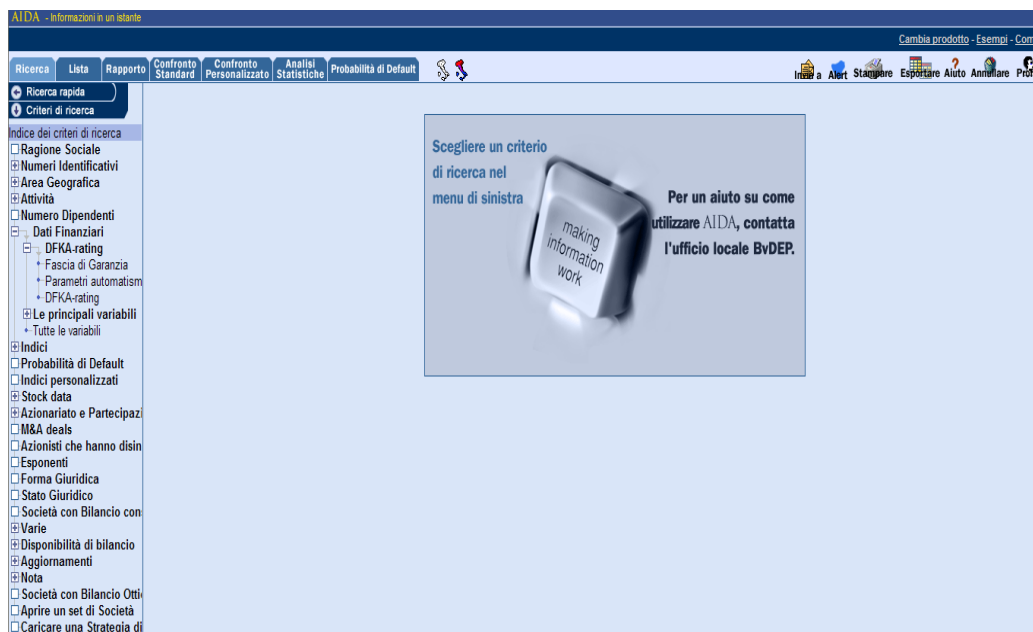 AIDA - Informazioni in un istante
Cambia prodotto - Esempi - Com
Ricerca Lista Rapporto Confronto Standard Confronto Personalizzato Analisi Statistiche Probabilità di Default
Invia a Alert Stampare Esportare Aiuto Annullare Prof
Ricerca rapida
Criteri di ricerca
Indice dei criteri di ricerca
Ragione Sociale
Numeri Identificativi
Area Geografica
Attività
Numero Dipendenti
Dati Finanziari
DFKA-rating
Fascia di Garanzia
Parametri automatism
DFKA-rating
Le principali variabili
Tutte le variabili
Indici
Probabilità di Default
Indici personalizzati
Stock data
Azionariato e Partecipazi
M&A deals
Azionisti che hanno disin
Esponenti
Forma Giuridica
Stato Giuridico
Società con Bilancio con
Varie
Disponibilità di bilancio
Aggiornamenti
Nota
Società con Bilancio Otti
Aprire un set di Società
Caricare una Strategia di
Scegliere un criterio
di ricerca nel
menu di sinistra
making
information
work
Per un aiuto su come
utilizzare AIDA, contatta
l'ufficio locale BvDEP.